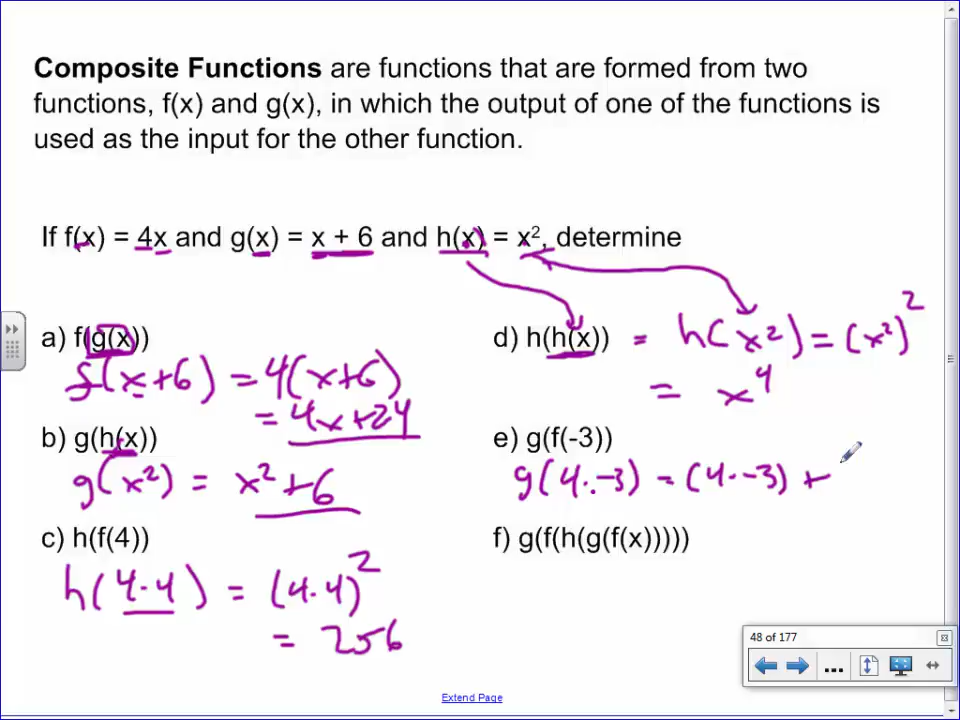 Composite Functions are functions that are formed from two
functions, f(x) and g(x), in which the output of one of the functions is
used as the input for the other function.
If f(x) = 4x and g(x) = x + 6 and h(x) = x², determine
a) f(g(x))
f(x+6) = 4(x+6)
= 4x+24
b) g(h(x))
g(x²) = x²+6
c) h(f(4))
h(4·4) = (4·4)²
= 256
d) h(h(x)) = h(x²) = (x²)²
= x⁴
e) g(f(-3))
g(4·-3) = (4·-3) +
f) g(f(h(g(f(x)))))
48 of 177
...
Extend Page